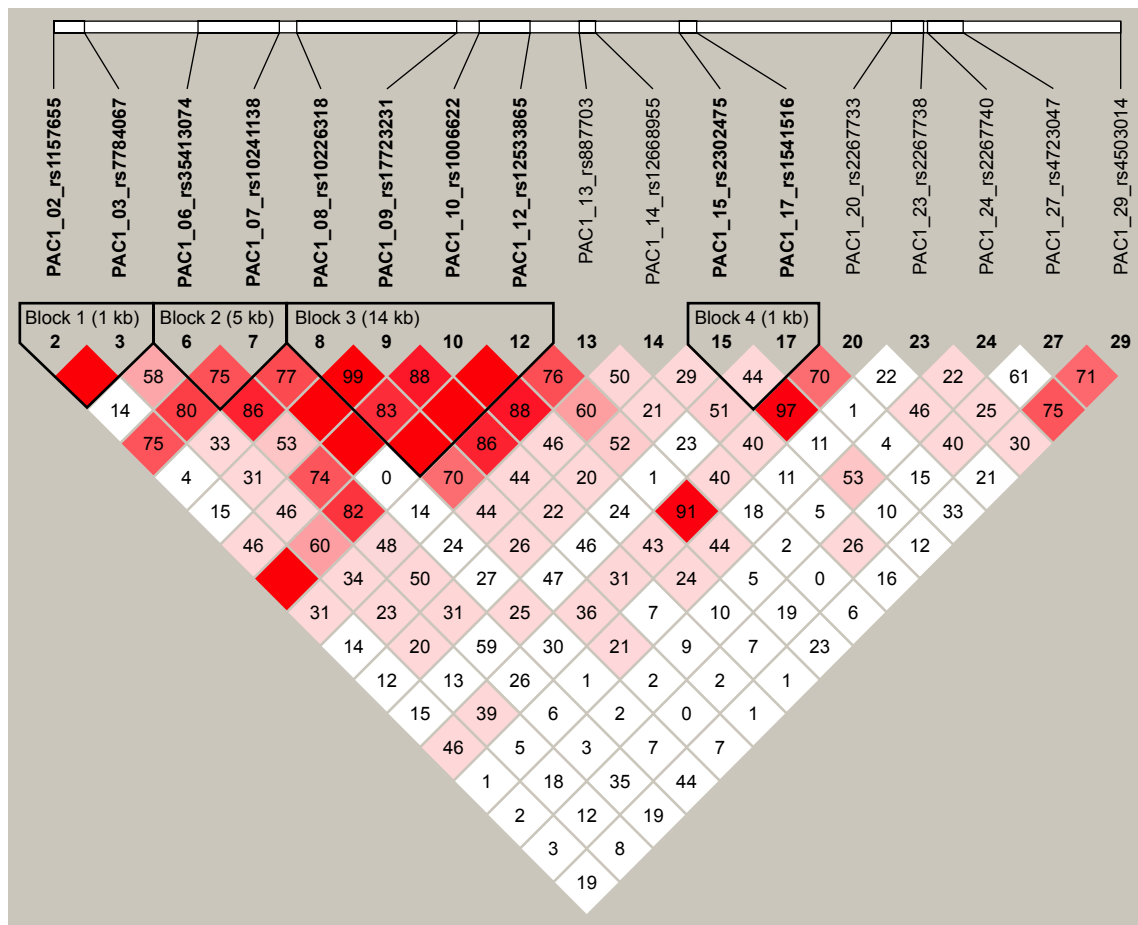 PAC1_02_rs1157655
PAC1_03_rs7784067
PAC1_06_rs35413074
PAC1_07_rs10241138
PAC1_08_rs10226318
PAC1_09_rs17723231
PAC1_10_rs1006622
PAC1_12_rs12533865
PAC1_13_rs887703
PAC1_14_rs12668955
PAC1_15_rs2302475
PAC1_17_rs1541516
PAC1_20_rs2267733
PAC1_23_rs2267738
PAC1_24_rs2267740
PAC1_27_rs4723047
PAC1_29_rs4503014
Block 1 (1 kb) Block 2 (5 kb) Block 3 (14 kb) Block 4 (1 kb)
2 3 6 7 8 9 10 12 13 14 15 17 20 23 24 27 29
58 75 77 99 88 76 50 29 44 70 22 22 61 71
14 80 86 83 88 60 21 51 97 1 46 25 75
75 33 53 86 46 52 23 40 11 4 40 30
4 31 74 0 70 44 20 1 40 11 53 15 21
15 46 82 14 44 22 24 91 18 5 10 33
46 60 48 24 26 46 43 44 2 26 12
34 50 27 47 31 24 5 0 16
31 23 31 25 36 7 10 19 6
14 20 59 30 21 9 7 23
12 13 26 1 2 2 1
15 39 6 2 0 1
46 5 3 7 7
1 18 35 44
2 12 19
3 8
19